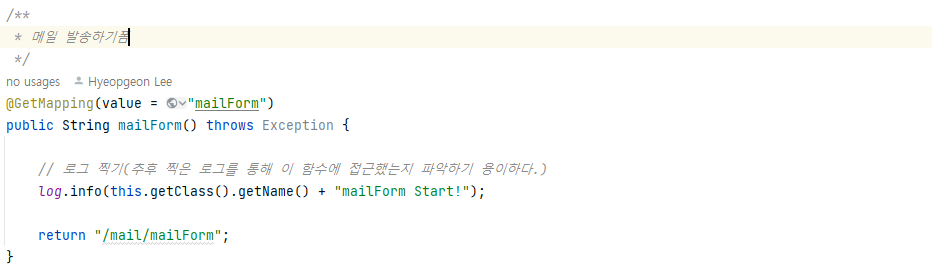 /**
 * 메일 발송하기폼
 */
no usages Hyeopgeon Lee
@GetMapping(value = "mailForm")
public String mailForm() throws Exception {
    // 로그 찍기(추후 찍은 로그를 통해 이 함수에 접근했는지 파악하기 용이하다.)
    log.info(this.getClass().getName() + "mailForm Start!");
    return "/mail/mailForm";
}